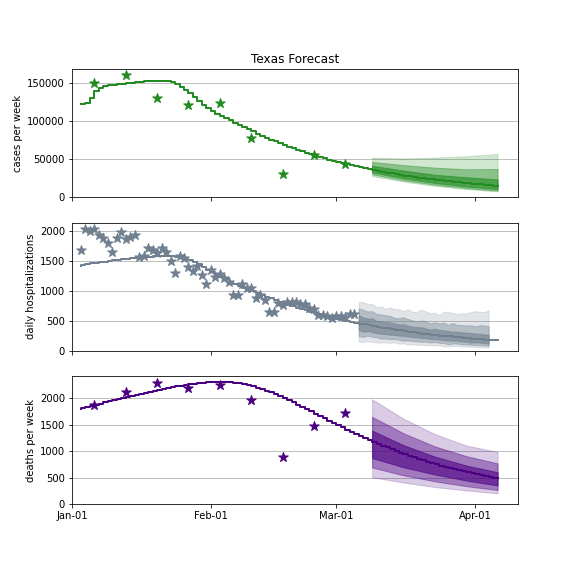 Texas Forecast
cases per week
150000
100000
50000
0
daily hospitalizations
2000
1500
1000
500
0
deaths per week
2000
1500
1000
500
0
Jan-01 Feb-01 Mar-01 Apr-01